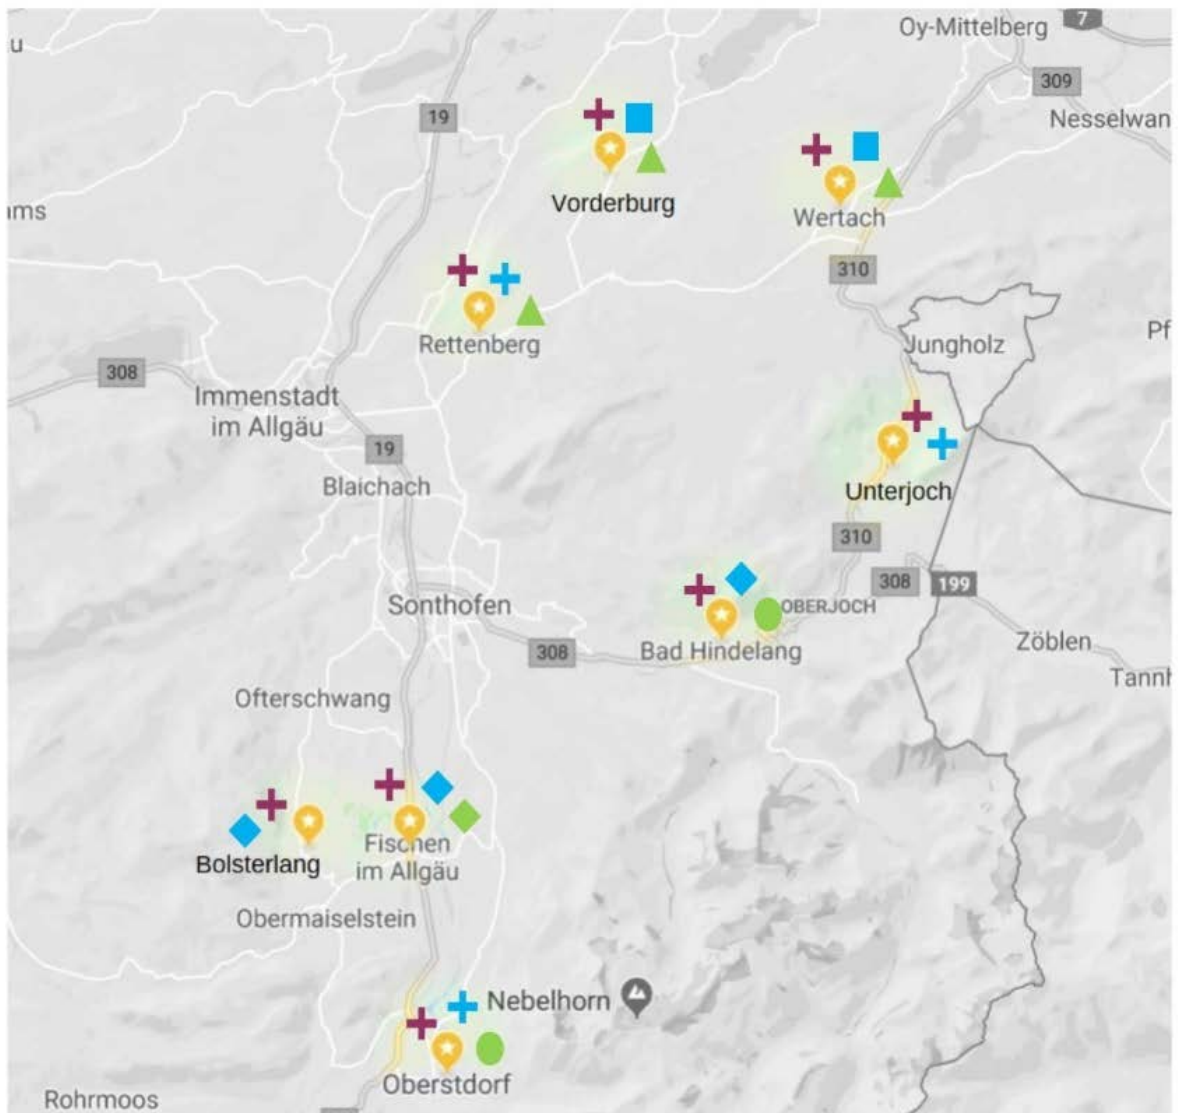 Oy-Mittelberg
7
u
309
19
Nesselwan
Vorderburg
ams
Wertach
310
Rettenberg
Jungholz
Pf
308
Immenstadt
im Allgäu
19
Blaichach
Unterjoch
310
308
199
Sonthofen
OBERJOCH
308
Bad Hindelang
Zöblen
Tannh
Ofterschwang
Fischen
im Allgäu
Bolsterlang
Obermaiselstein
Nebelhorn
Oberstdorf
Rohrmoos